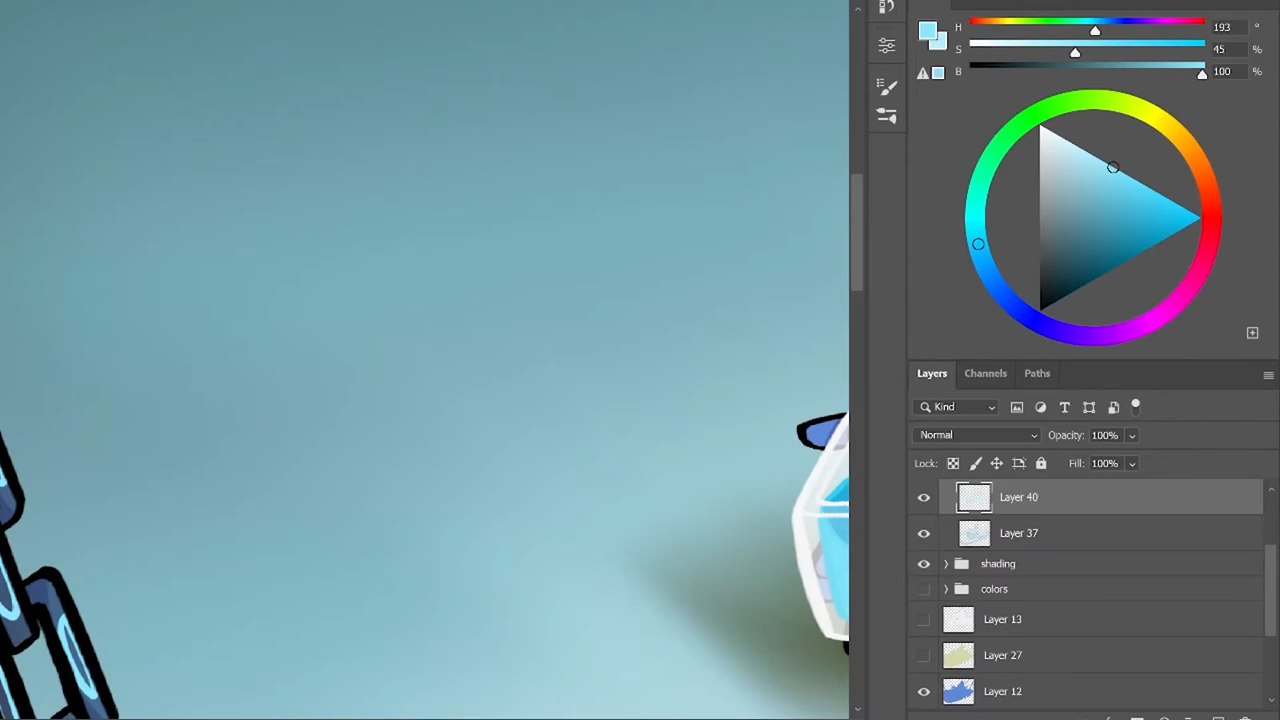 H 193 °
S 45 %
B 100 %
Layers Channels Paths
Kind
Normal Opacity: 100%
Lock: Fill: 100%
Layer 40
Layer 37
shading
colors
Layer 13
Layer 27
Layer 12